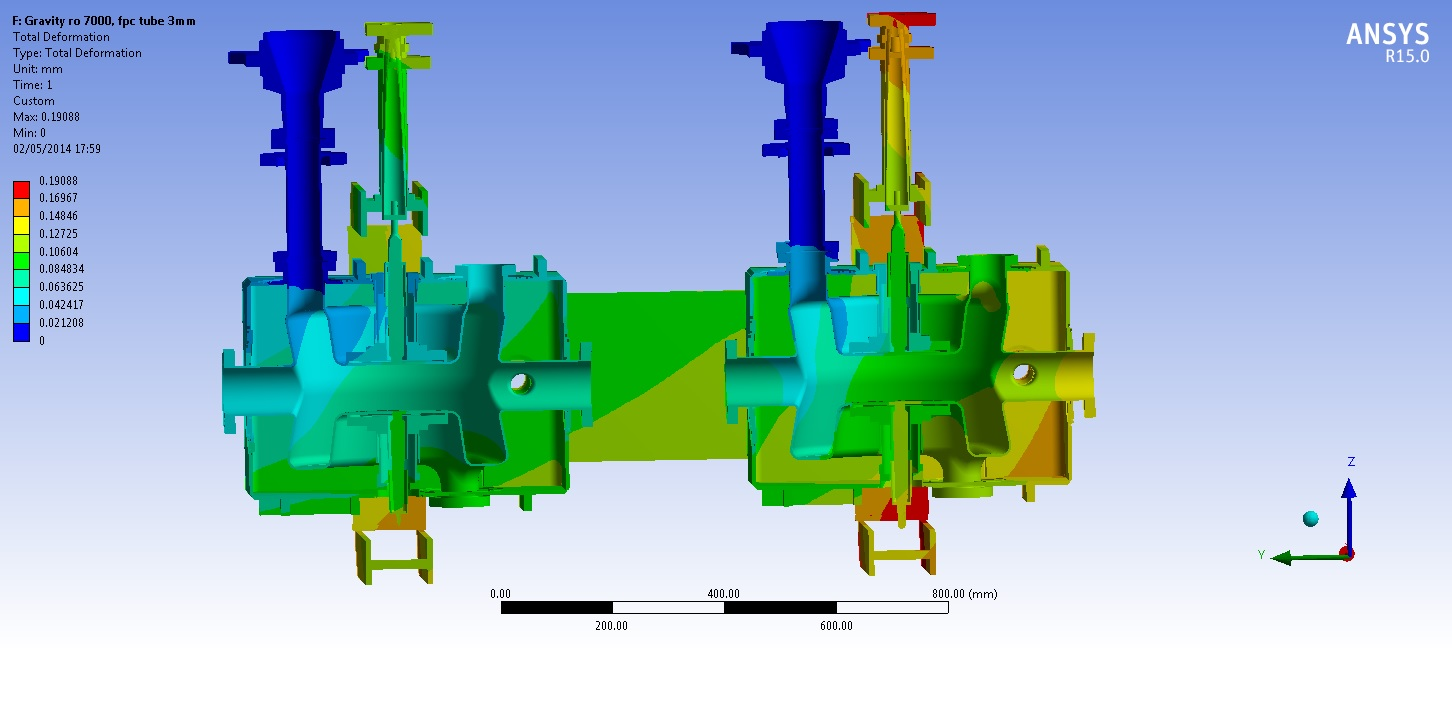 F: Gravity ro 7000, fpc tube 3mm
Total Deformation
Type: Total Deformation
Unit: mm
Time: 1
Custom
Max: 0.19088
Min: 0
02/05/2014 17:59
ANSYS
R15.0
0.19088
0.16967
0.14846
0.12725
0.10604
0.084834
0.063625
0.042417
0.021208
0
Z
Y
0.00 400.00 800.00 (mm)
200.00 600.00